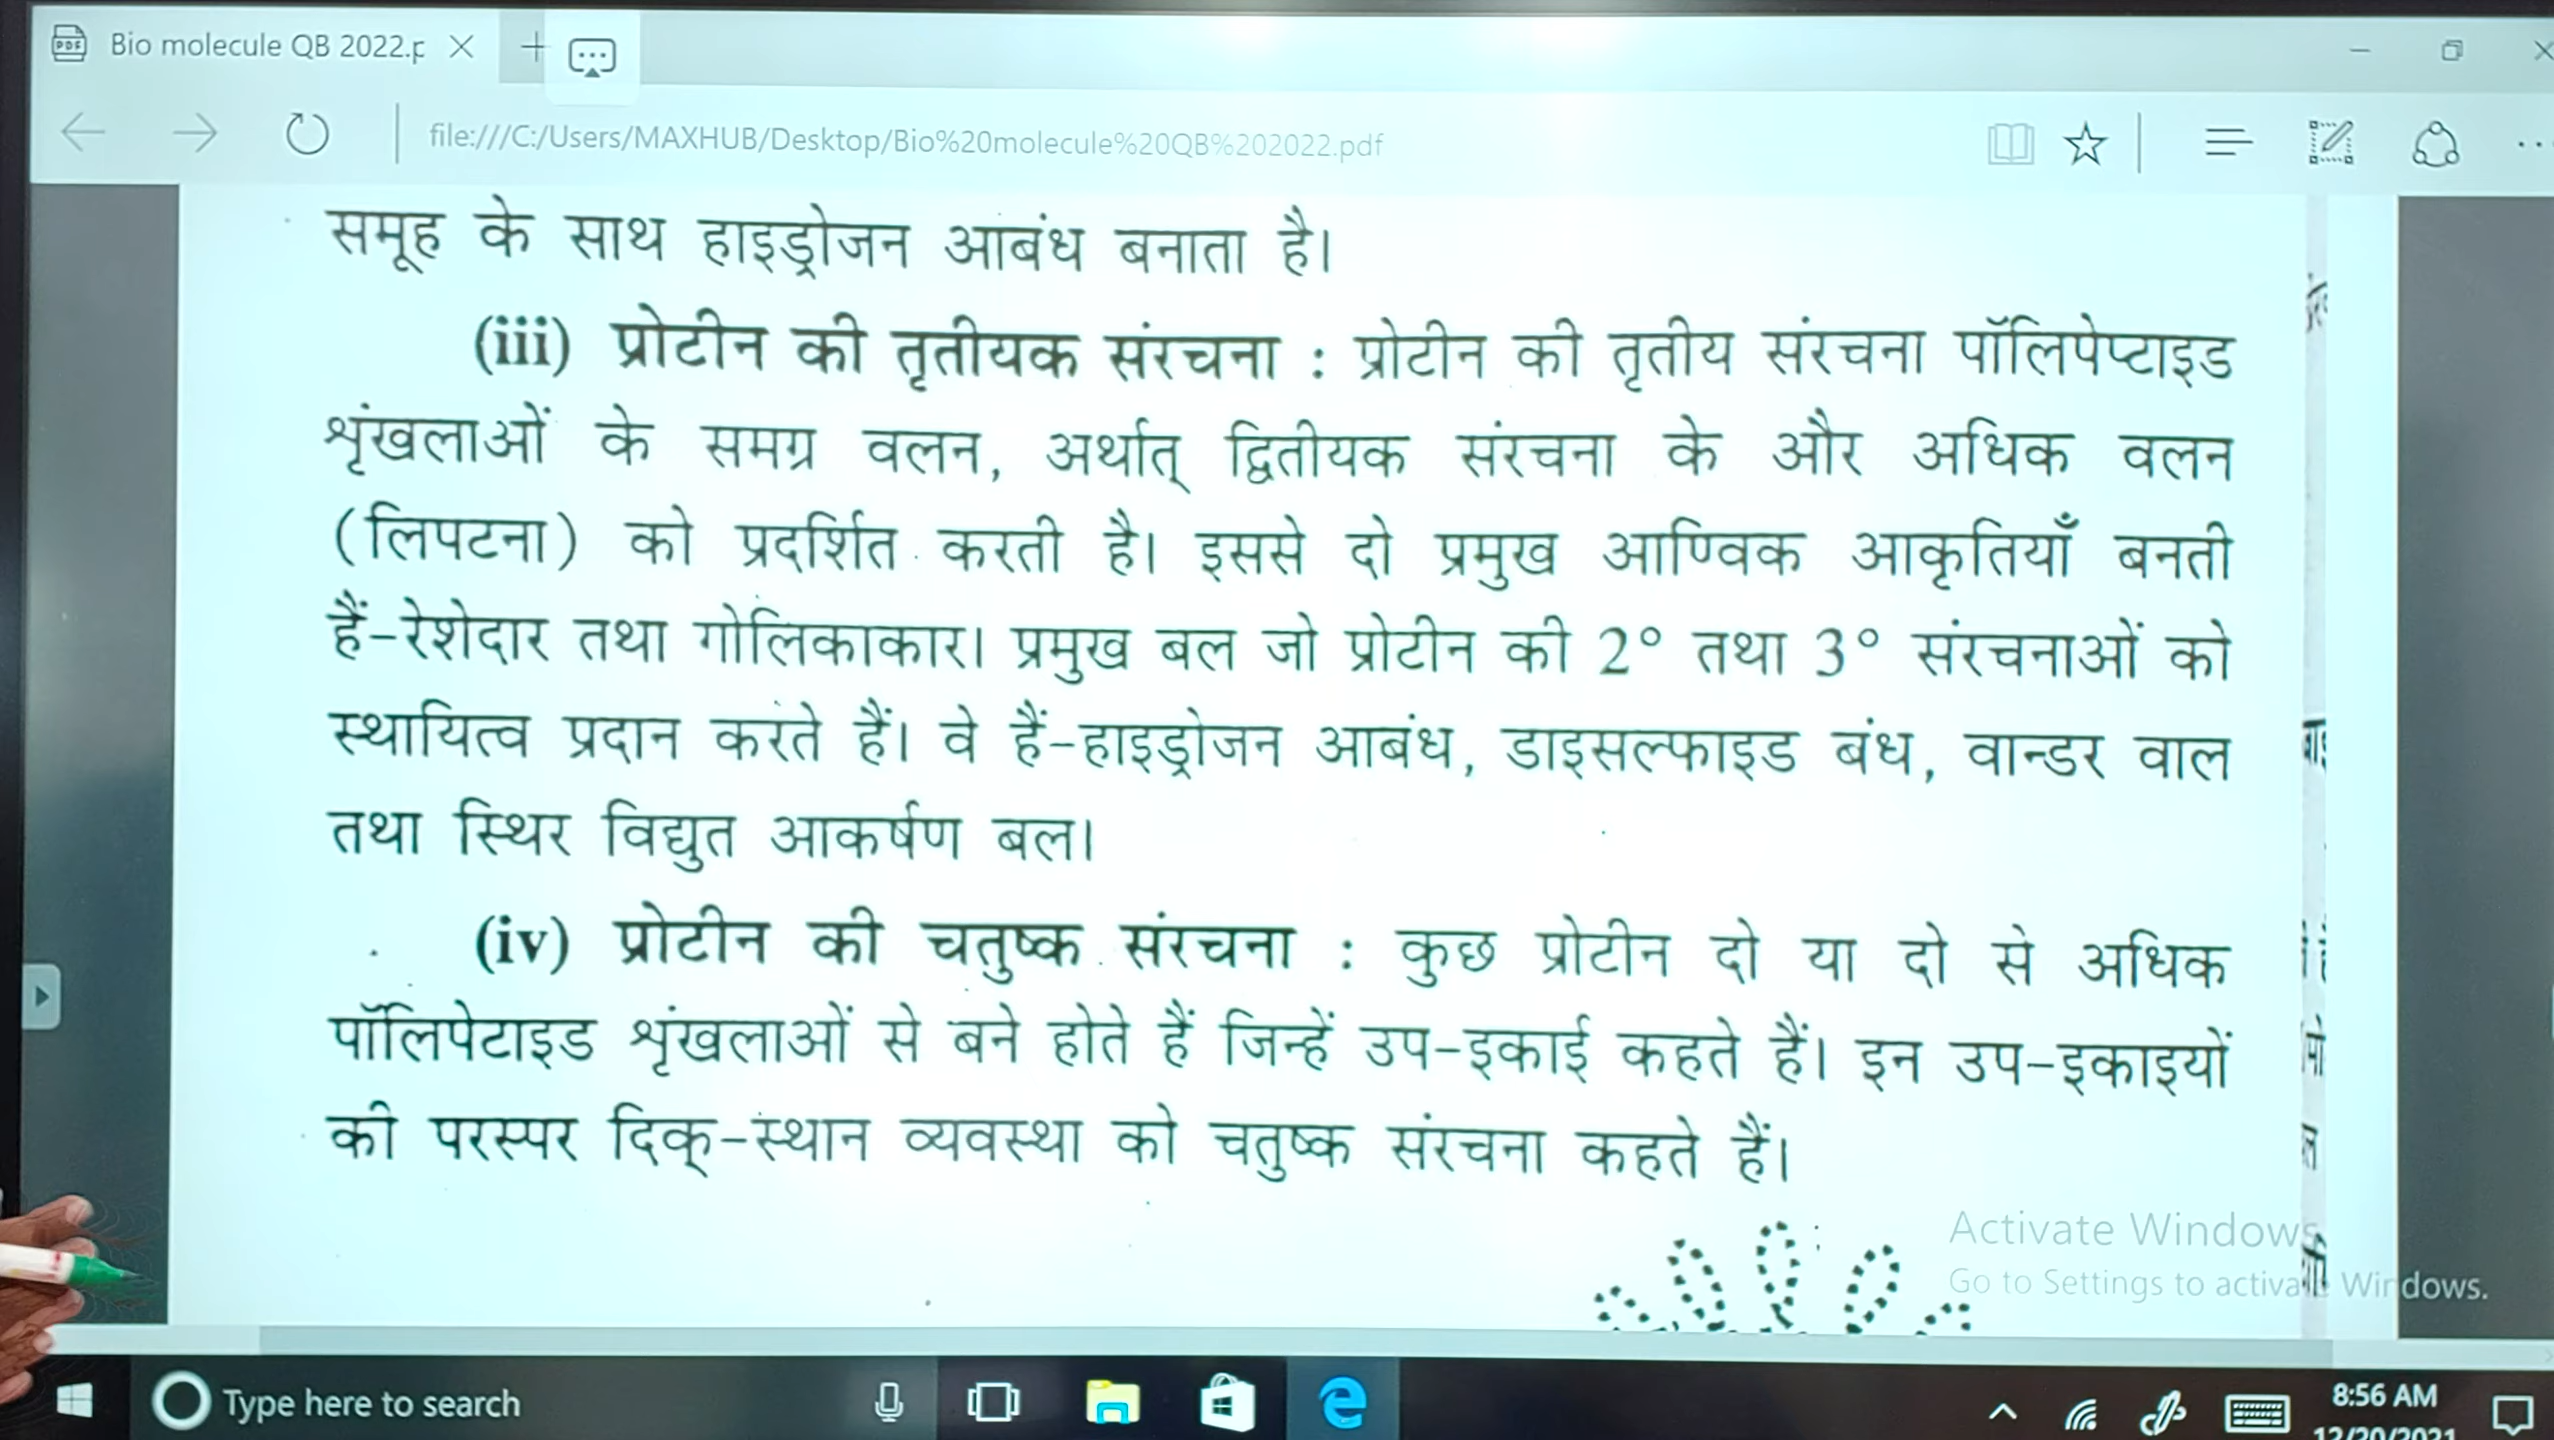 Bio molecule QB 2022.p
file:///C:/Users/MAXHUB/Desktop/Bio%20molecule%20QB%202022.pdf
समूह के साथ हाइड्रोजन आबंध बनाता है।
(iii) प्रोटीन की तृतीयक संरचना : प्रोटीन की तृतीय संरचना पॉलिपेप्टाइड
शृंखलाओं के समग्र वलन, अर्थात् द्वितीयक संरचना के और अधिक वलन
(लिपटना) को प्रदर्शित करती है। इससे दो प्रमुख आण्विक आकृतियाँ बनती
हैं-रेशेदार तथा गोलिकाकार। प्रमुख बल जो प्रोटीन की 2° तथा 3° संरचनाओं को
स्थायित्व प्रदान करते हैं। वे हैं-हाइड्रोजन आबंध, डाइसल्फाइड बंध, वान्डर वाल
तथा स्थिर विद्युत आकर्षण बल।
(iv) प्रोटीन की चतुष्क संरचना : कुछ प्रोटीन दो या दो से अधिक
पॉलिपेटाइड शृंखलाओं से बने होते हैं जिन्हें उप-इकाई कहते हैं। इन उप-इकाइयों
की परस्पर दिक्-स्थान व्यवस्था को चतुष्क संरचना कहते हैं।
Activate Windows
Go to Settings to activate Windows.
Type here to search
8:56 AM
12/20/2021